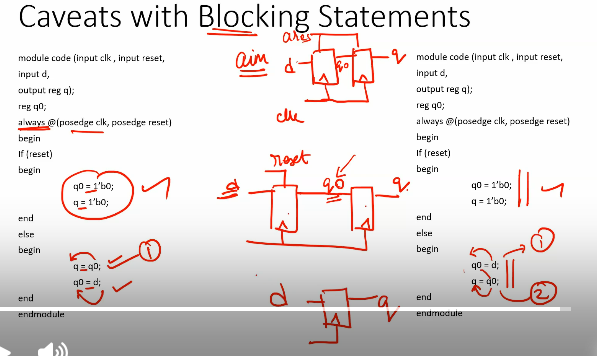 Caveats with Blocking Statements
module code (input clk , input reset,
input d,
output reg q);
reg q0;
always @(posedge clk, posedge reset)
begin
If (reset)
begin
q0 = 1'b0;
q = 1'b0;
end
else
begin
q = q0;
q0 = d;
end
endmodule
1
aim
d
q0
q
clk
reset
d
q0
q
d
q
module code (input clk , input reset,
input d,
output reg q);
reg q0;
always @(posedge clk, posedge reset)
begin
If (reset)
begin
q0 = 1'b0;
q = 1'b0;
end
else
begin
q0 = d;
q = q0;
end
endmodule
1
2